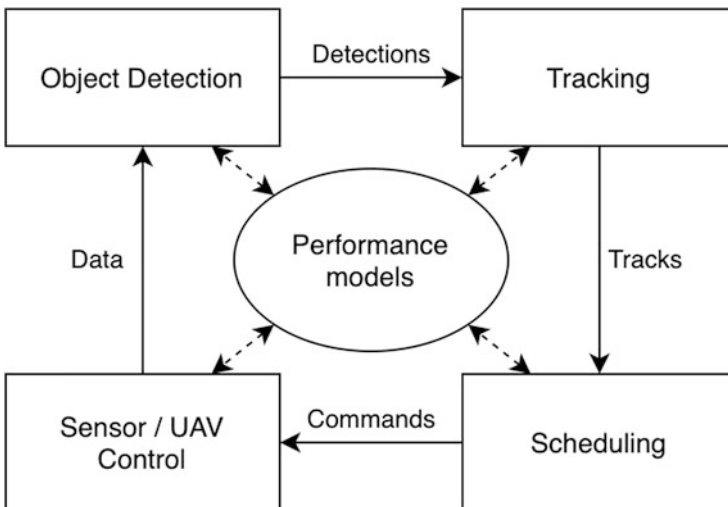 Detections
Object Detection
Tracking
Performance
models
Data
Tracks
Commands
Sensor / UAV
Control
Scheduling